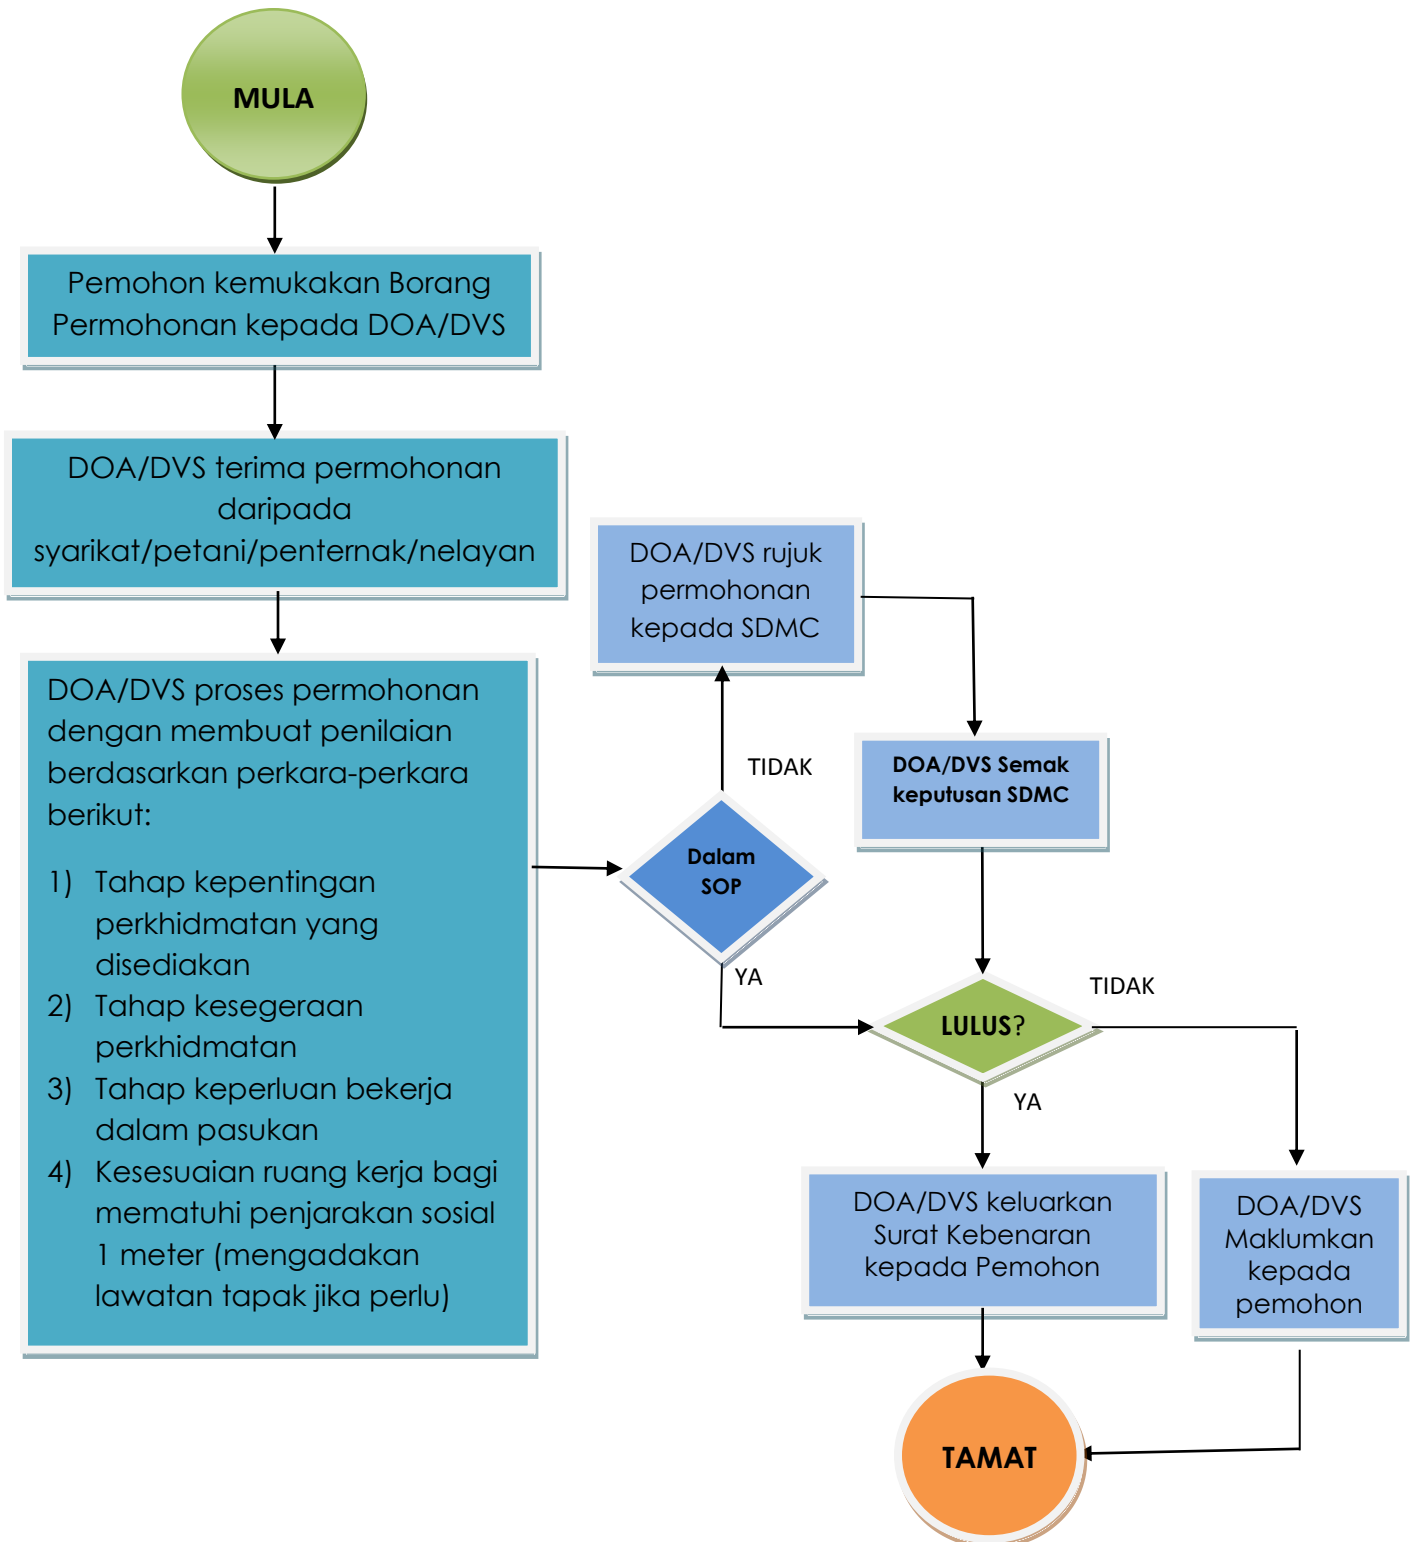 MULA
Pemohon kemukakan Borang
Permohonan kepada DOA/DVS
DOA/DVS terima permohonan
daripada
syarikat/petani/penternak/nelayan
DOA/DVS proses permohonan
dengan membuat penilaian
berdasarkan perkara-perkara
berikut:
1) Tahap kepentingan
perkhidmatan yang
disediakan
2) Tahap kesegeraan
perkhidmatan
3) Tahap keperluan bekerja
dalam pasukan
4) Kesesuaian ruang kerja bagi
mematuhi penjarakan sosial
1 meter (mengadakan
lawatan tapak jika perlu)
Dalam
SOP
TIDAK
DOA/DVS rujuk
permohonan
kepada SDMC
DOA/DVS Semak
keputusan SDMC
YA
LULUS?
TIDAK
YA
DOA/DVS keluarkan
Surat Kebenaran
kepada Pemohon
DOA/DVS
Maklumkan
kepada
pemohon
TAMAT